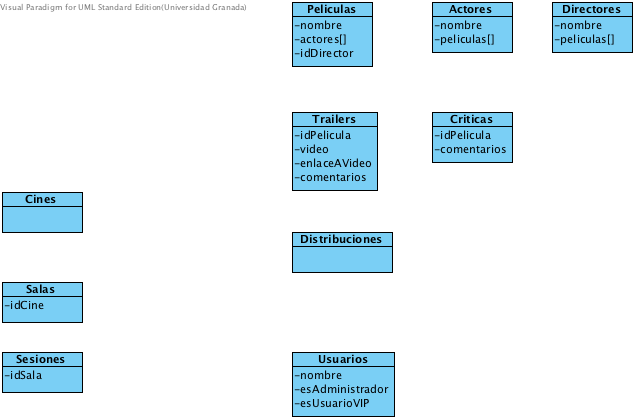 Visual Paradigm for UML Standard Edition(Universidad Granada)
Peliculas
-nombre
-actores[]
-idDirector
Actores
-nombre
-peliculas[]
Directores
-nombre
-peliculas[]
Trailers
-idPelicula
-video
-enlaceAVideo
-comentarios
Criticas
-idPelicula
-comentarios
Cines
Distribuciones
Salas
-idCine
Sesiones
-idSala
Usuarios
-nombre
-esAdministrador
-esUsuarioVIP